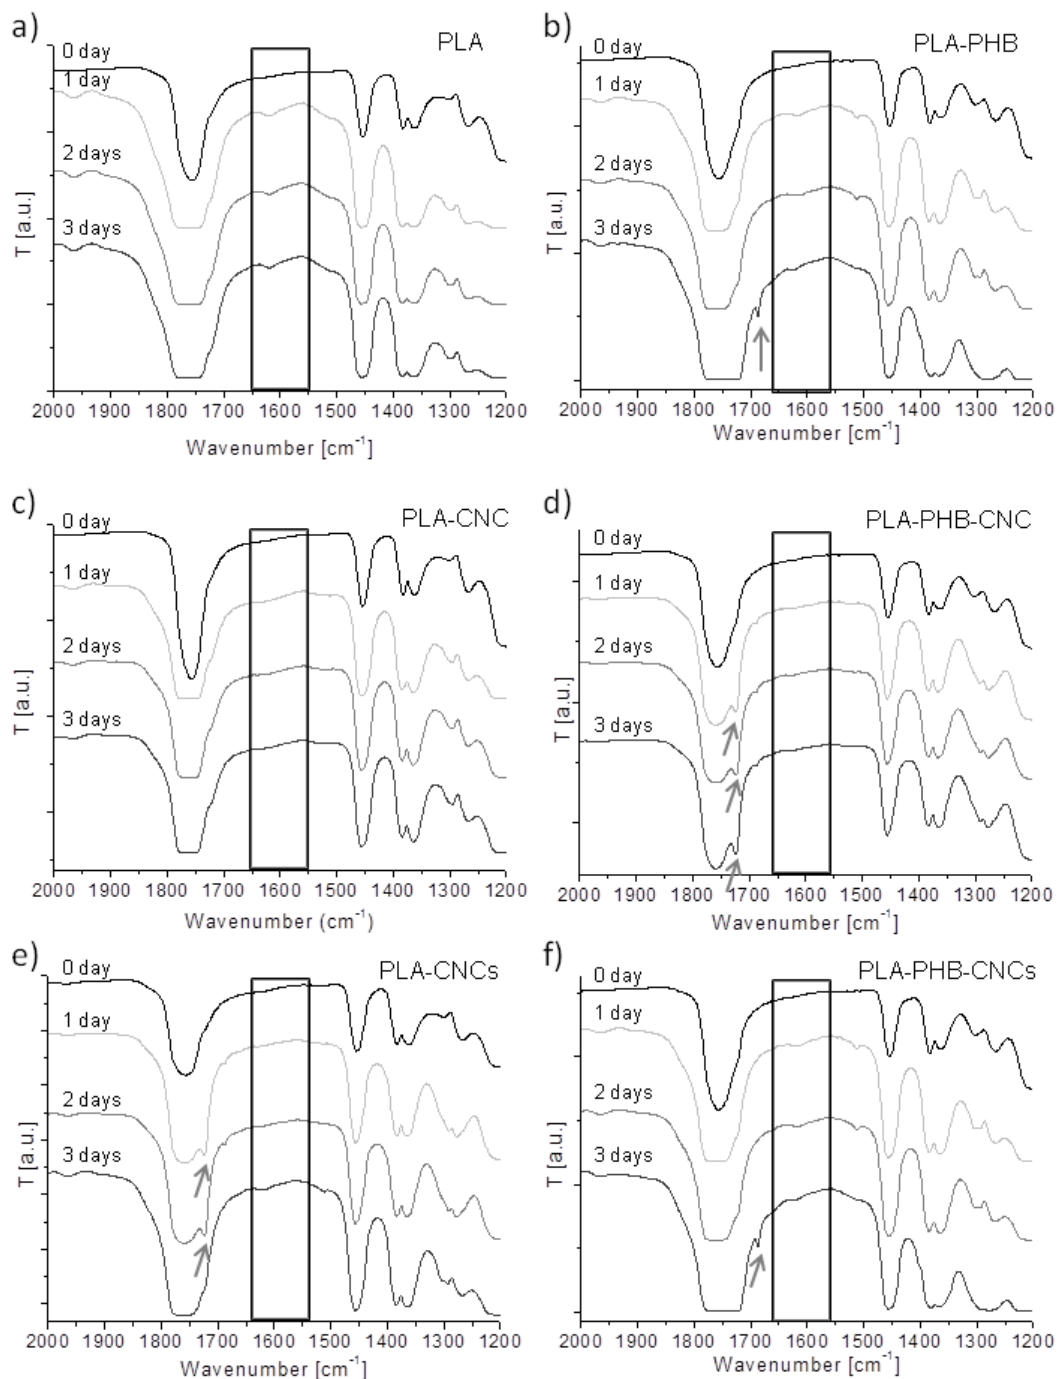 a)
PLA
0 day
1 day
2 days
3 days
T [a.u.]
2000 1900 1800 1700 1600 1500 1400 1300 1200
Wavenumber [cm⁻¹]
b)
PLA-PHB
0 day
1 day
2 days
3 days
T [a.u.]
2000 1900 1800 1700 1600 1500 1400 1300 1200
Wavenumber [cm⁻¹]
c)
PLA-CNC
0 day
1 day
2 days
3 days
T [a.u.]
2000 1900 1800 1700 1600 1500 1400 1300 1200
Wavenumber (cm⁻¹)
d)
PLA-PHB-CNC
0 day
1 day
2 days
3 days
T [a.u.]
2000 1900 1800 1700 1600 1500 1400 1300 1200
Wavenumber [cm⁻¹]
e)
PLA-CNCs
0 day
1 day
2 days
3 days
T [a.u.]
2000 1900 1800 1700 1600 1500 1400 1300 1200
Wavenumber [cm⁻¹]
f)
PLA-PHB-CNCs
0 day
1 day
2 days
3 days
T [a.u.]
2000 1900 1800 1700 1600 1500 1400 1300 1200
Wavenumber [cm⁻¹]